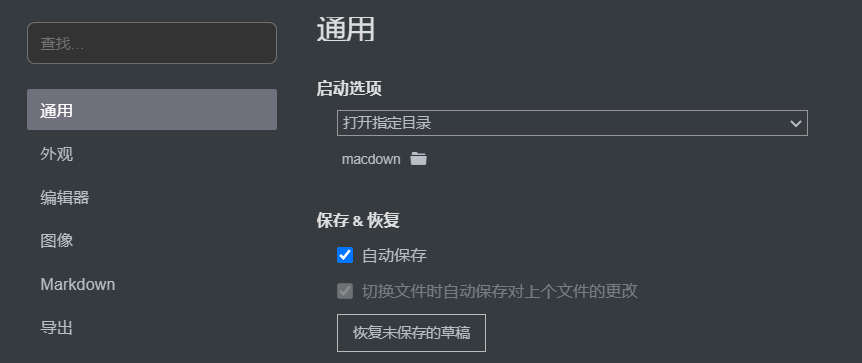 查找...
通用
外观
编辑器
图像
Markdown
导出
通用
启动选项
打开指定目录
macdown
保存 & 恢复
自动保存
切换文件时自动保存对上个文件的更改
恢复未保存的草稿